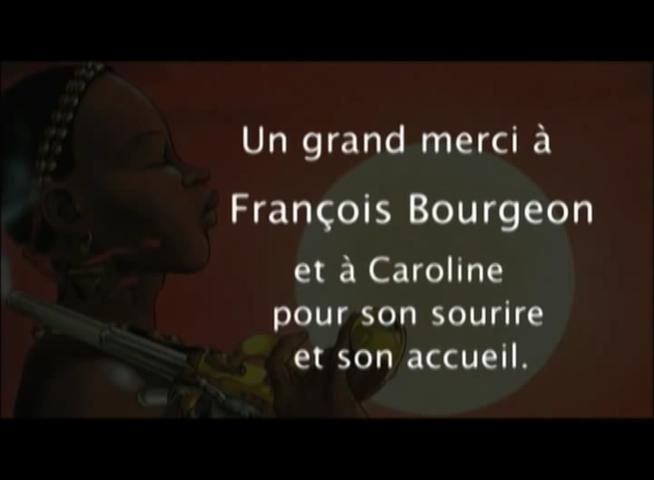 Un grand merci à
François Bourgeon
et à Caroline
pour son sourire
et son accueil.